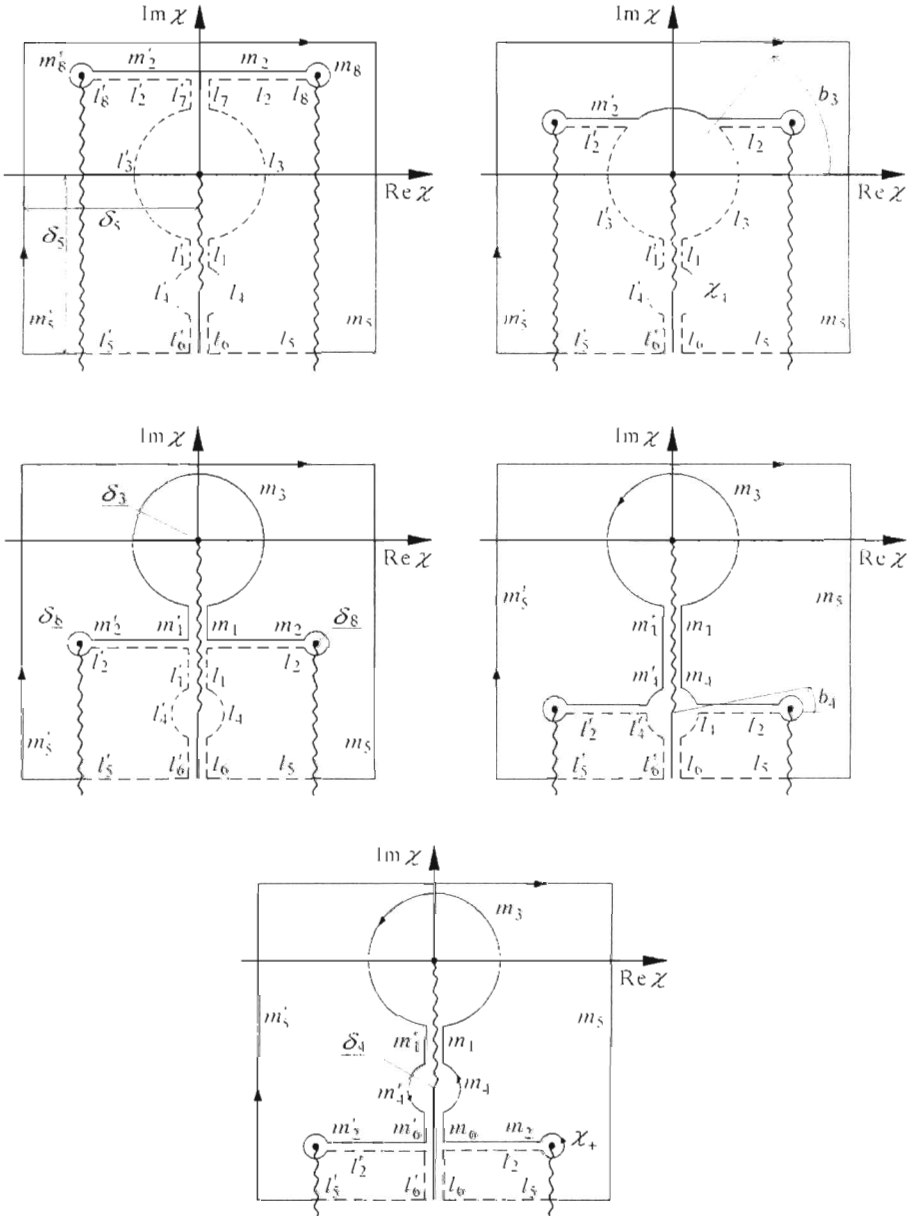 Im χ Im χ
m'₈ m'₂ m₂ m₈
l'₈ l'₂ l'₇ l₇ l₂ l₈
m'₂ b₃
l'₂ l₂
l'₃ l₃
Re χ Re χ
δ₅ δ₅
l'₃ l₃
l'₁ l₁ l'₁ l₁
l'₄ l₄ l'₄ χ₁
m'₅ m₅ m'₅ m₅
l'₅ l'₆ l₆ l₅ l'₅ l'₆ l₆ l₅
Im χ Im χ
δ₃ m₃ m₃
Re χ Re χ
m'₅ m₅
δ₈ m'₂ m'₁ m₁ m₂ δ₈ m'₁ m₁
l'₂ l'₁ l₁ l₂
m'₄ m₄
b₄
l'₄ l₄ l'₂ l'₄ l₄ l₂
m'₅ m₅
l'₅ l'₆ l₆ l₅ l'₅ l'₆ l₆ l₅
Im χ
m₃
Re χ
m'₅ m₅
δ₄ m'₁ m₁
m'₄ m₄
m'₂ m'₆ m₆ m₂ χ₊
l'₂ l₂
l'₅ l'₆ l₆ l₅